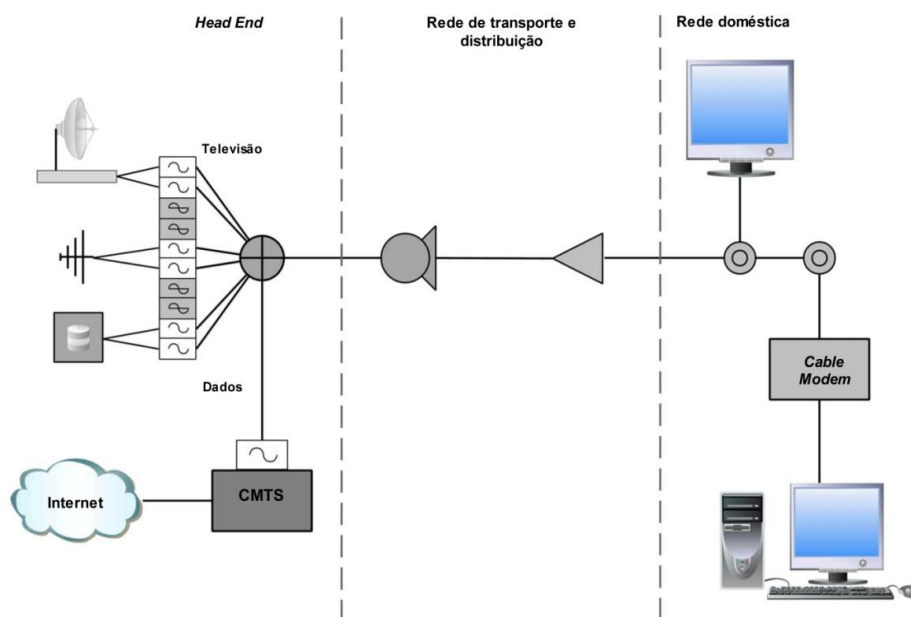 Head End
Rede de transporte e
distribuição
Rede doméstica
Televisão
Dados
Cable
Modem
Internet
CMTS